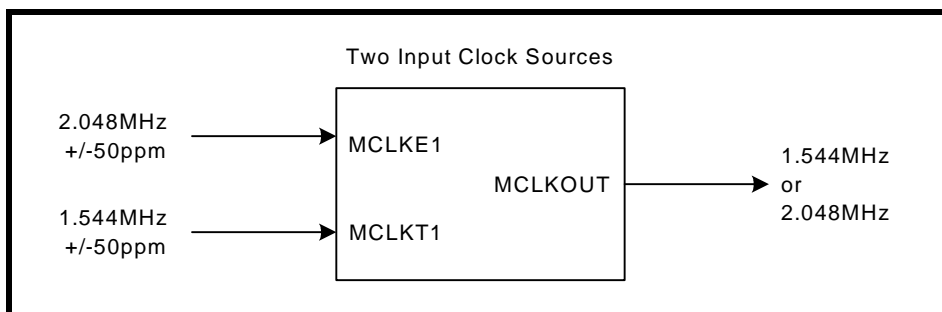 Two Input Clock Sources
2.048MHz
+/-50ppm
MCLKE1
MCLKOUT
1.544MHz
or
2.048MHz
1.544MHz
+/-50ppm
MCLKT1